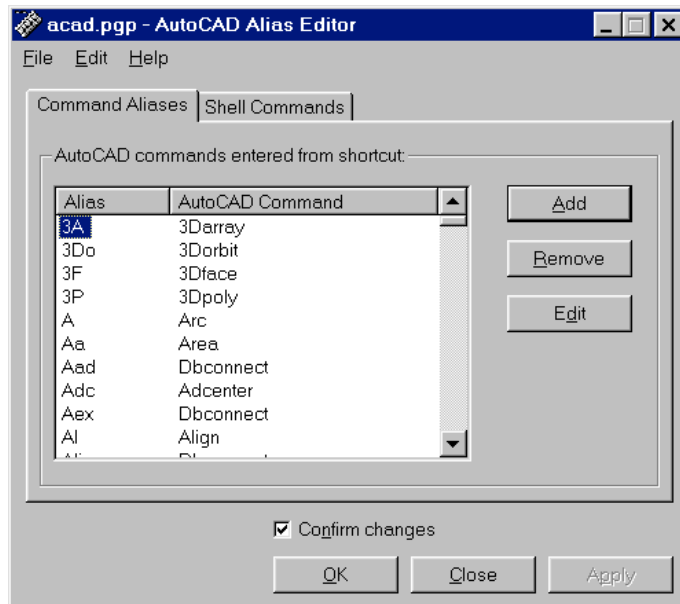 acad.pgp - AutoCAD Alias Editor
File Edit Help
Command Aliases Shell Commands
AutoCAD commands entered from shortcut:
Alias AutoCAD Command
3A 3Darray
3Do 3Dorbit
3F 3Dface
3P 3Dpoly
A Arc
Aa Area
Aad Dbconnect
Adc Adcenter
Aex Dbconnect
Al Align
Add
Remove
Edit
Confirm changes
OK Close Apply